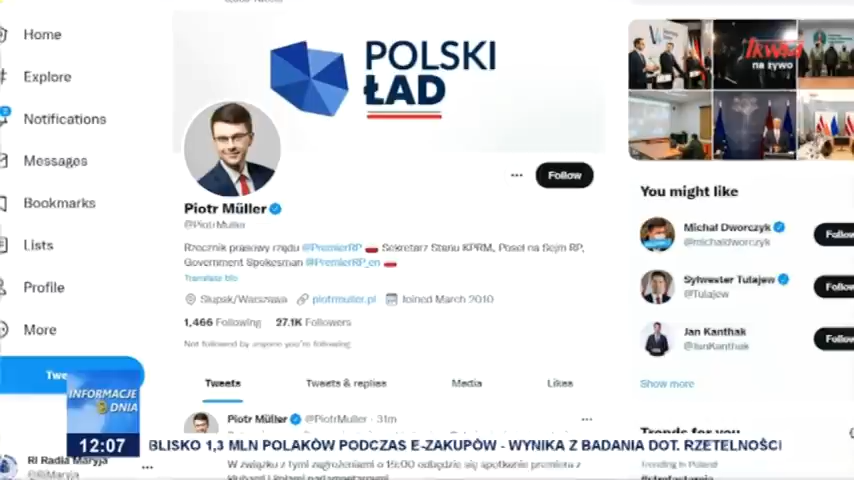 Home
Explore
Notifications
Messages
Bookmarks
Lists
Profile
More
POLSKI
ŁAD
Follow
Piotr Müller
@PiotrMuller
Rzecznik prasowy rządu @PremierRP Sekretarz Stanu KPRM, Poseł na Sejm RP,
Government Spokesman @PremierRP_en
Translate bio
Słupsk/Warszawa piotrmuller.pl Joined March 2010
1,466 Following 27.1K Followers
Not followed by anyone you're following
Tweets Tweets & replies Media Likes
Piotr Müller @PiotrMuller · 31m
W związku z tymi zagrożeniami o 15:00 odbędzie się spotkanie premiera z
na żywo
You might like
Michał Dworczyk
@michaldworczyk
Follow
Sylwester Tułajew
@Tulajew
Follow
Jan Kanthak
@JanKanthak
Follow
Show more
Trends for you
Trending in Poland
INFORMACJE
DNIA
12:07
BLISKO 1,3 MLN POLAKÓW PODCZAS E-ZAKUPÓW - WYNIKA Z BADANIA DOT. RZETELNOŚCI
RI Radia Maryja